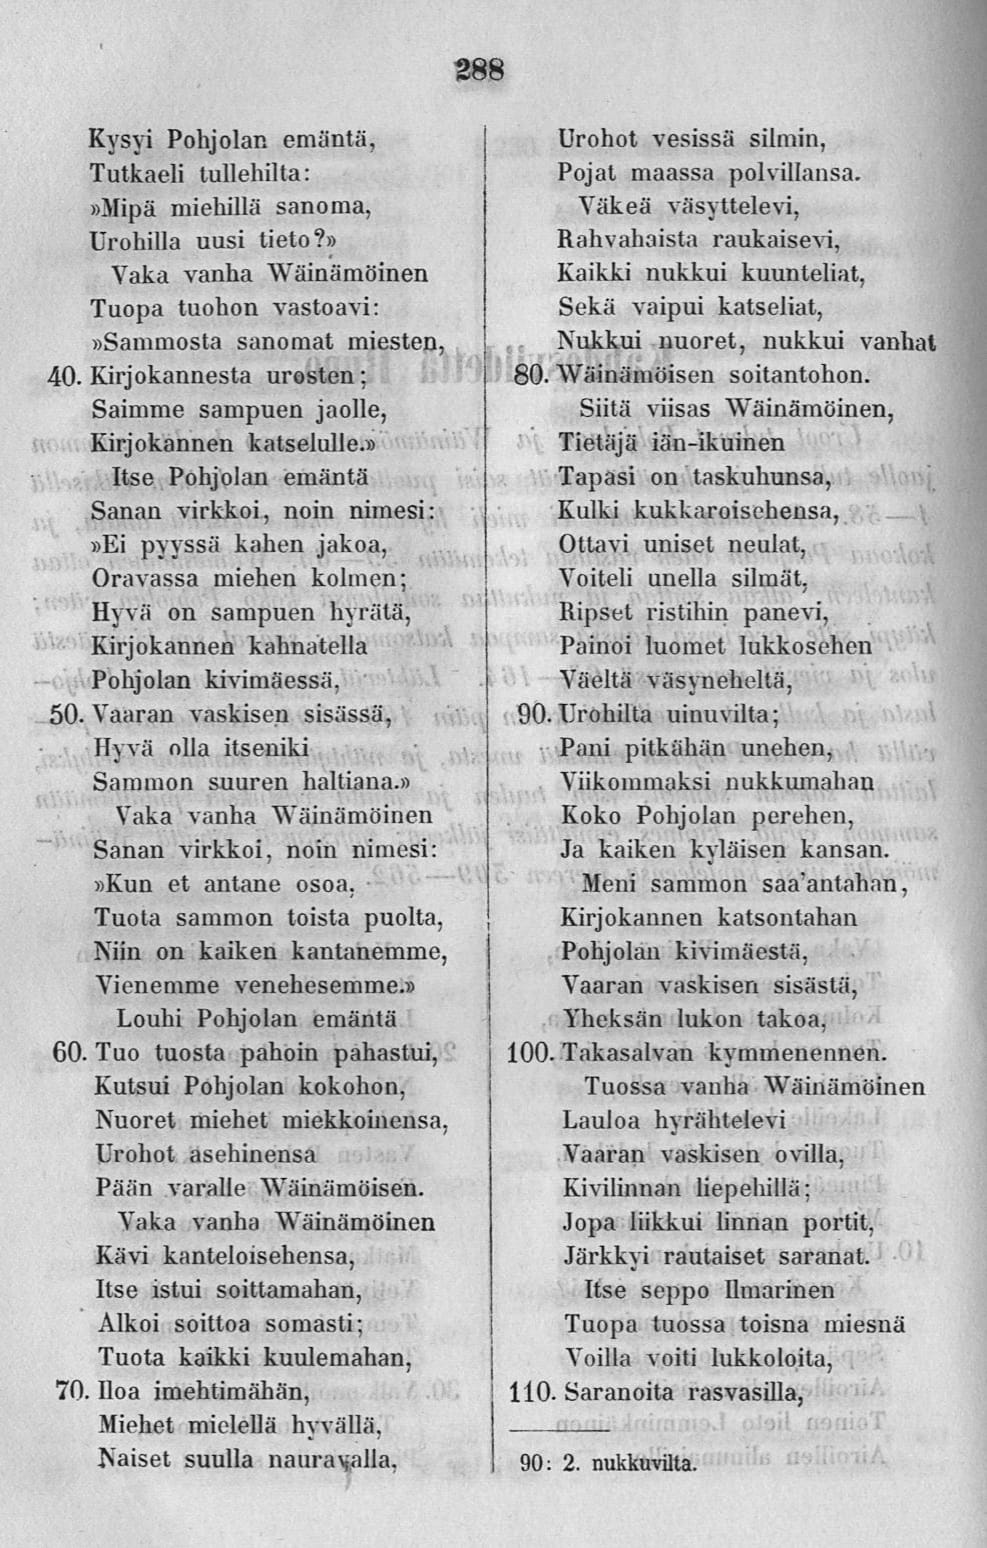 288
Kysyi Pohjolan emäntä,
Tutkaeli tullehilta:
»Mipä miehillä sanoma,
Urohilla uusi tieto?»
Vaka vanha Wäinämöinen
Tuopa tuohon vastoavi:
»Sammosta sanomat miesten,
40. Kirjokannesta urosten;
Saimme sampuen jaolle,
Kirjokannen katselulle.»
Itse Pohjolan emäntä
Sanan virkkoi, noin nimesi:
»Ei pyyssä kahen jakoa,
Oravassa miehen kolmen;
Hyvä on sampuen hyrätä,
Kirjokannen kahnatella
Pohjolan kivimäessä,
50. Vaaran vaskisen sisässä,
Hyvä olla itseniki
Sammon suuren haltiana.»
Vaka vanha Wäinämöinen
Sanan virkkoi, noin nimesi:
»Kun et antane osoa,
Tuota sammon toista puolta,
Niin on kaiken kantanemme,
Vienemme venehesemme.»
Louhi Pohjolan emäntä
60. Tuo tuosta pahoin pahastui,
Kutsui Pohjolan kokohon,
Nuoret miehet miekkoinensa,
Urohot asehinensa
Pään varalle Wäinämöisen.
Vaka vanha Wäinämöinen
Kävi kanteloisehensa,
Itse istui soittamahan,
Alkoi soittoa somasti;
Tuota kaikki kuulemahan,
70. Iloa imehtimähän,
Miehet mielellä hyvällä,
Naiset suulla nauravalla,
Urohot vesissä silmin,
Pojat maassa polvillansa.
Väkeä väsyttelevi,
Rahvahaista raukaisevi,
Kaikki nukkui kuunteliat,
Sekä vaipui katseliat,
Nukkui nuoret, nukkui vanhat
80. Wäinämöisen soitantohon.
Siitä viisas Wäinämöinen,
Tietäjä iän-ikuinen
Tapasi on taskuhunsa,
Kulki kukkaroisehensa,
Ottavi uniset neulat,
Voiteli unella silmät,
Ripset ristihin panevi,
Painoi luomet lukkosehen
Väeltä väsyneheltä,
90. Urohilta uinuvilta;
Pani pitkähän unehen,
Viikommaksi nukkumahan
Koko Pohjolan perehen,
Ja kaiken kyläisen kansan.
Meni sammon saa'antahan,
Kirjokannen katsontahan
Pohjolan kivimäestä,
Vaaran vaskisen sisästä,
Yheksän lukon takoa,
100. Takasalvan kymmenennen.
Tuossa vanha Wäinämöinen
Lauloa hyrähtelevi
Vaaran vaskisen ovilla,
Kivilinnan liepehillä;
Jopa liikkui linnan portit,
Järkkyi rautaiset saranat.
Itse seppo Ilmarinen
Tuopa tuossa toisna miesnä
Voilla voiti lukkoloita,
110. Saranoita rasvasilla,
90: 2. nukkuvilta.